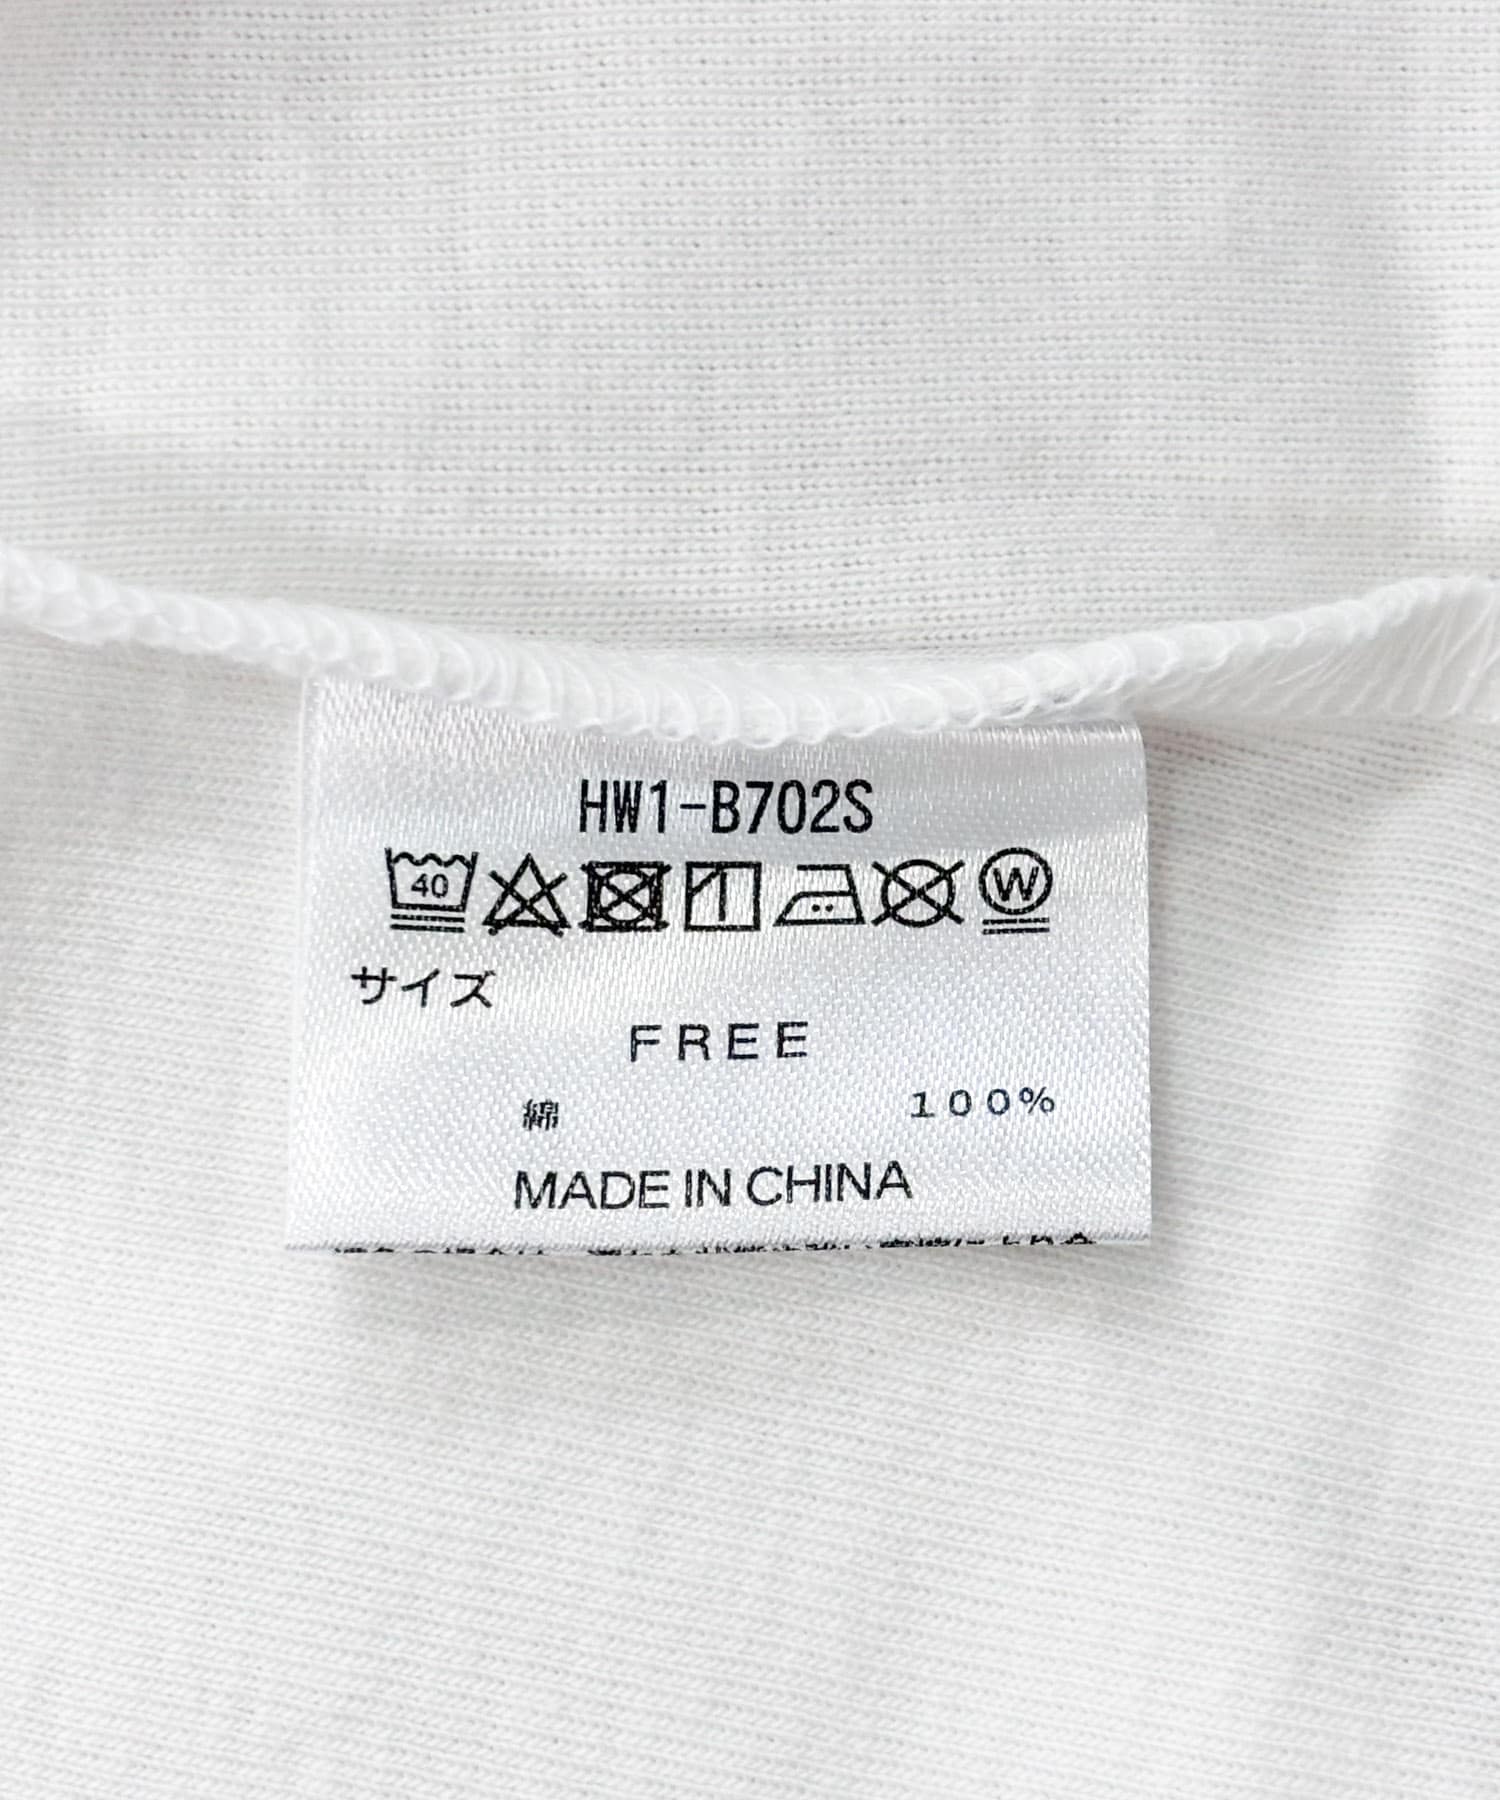 HW1-B702S
40
W
サイズ
FREE
綿 100%
MADE IN CHINA